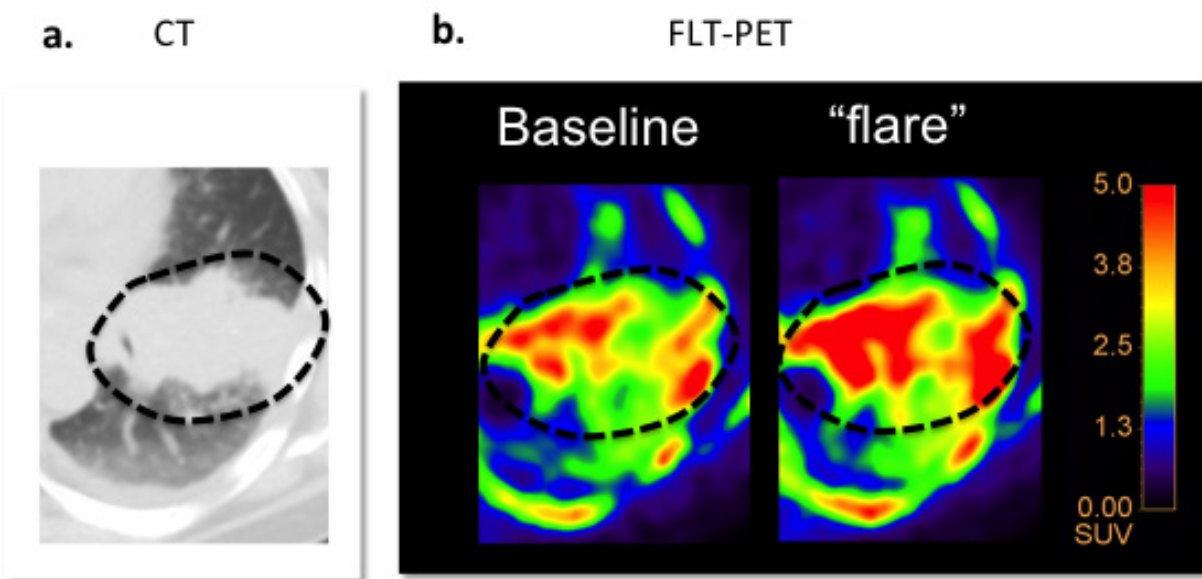 a. CT
b. FLT-PET
Baseline
“flare”
5.0
3.8
2.5
1.3
0.00
SUV